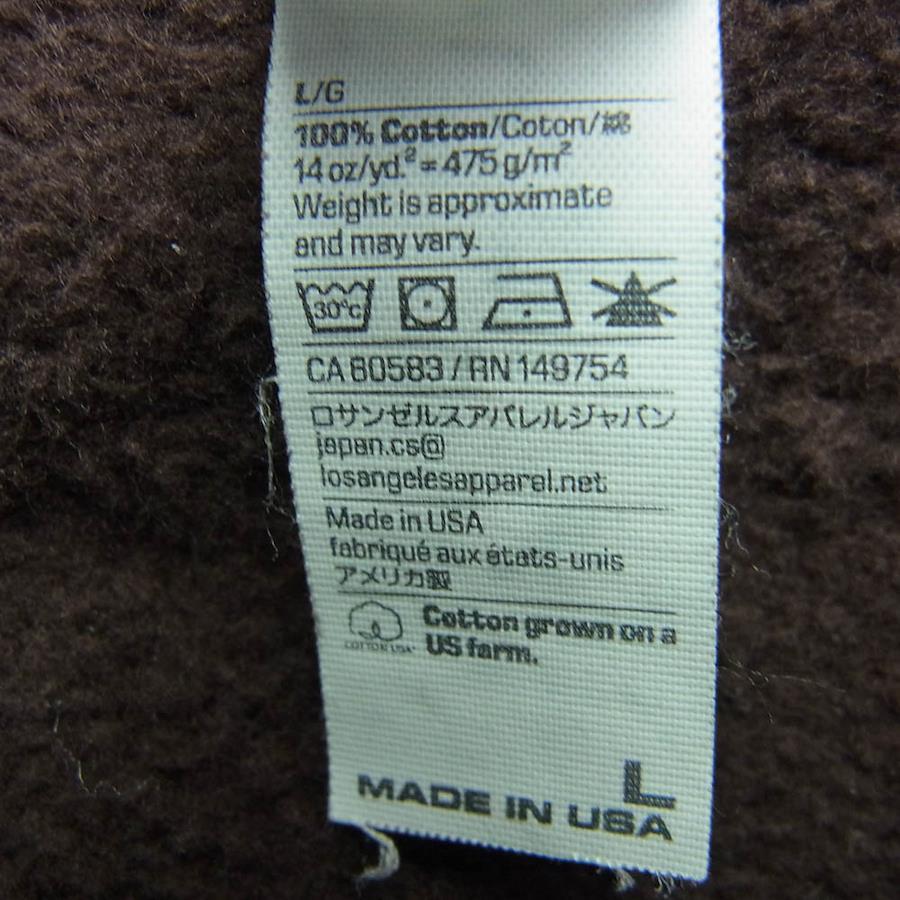 L/G
100% Cotton/Coton/綿
14 oz/yd.² = 475 g/m²
Weight is approximate
and may vary.
30°c
CA 80583 / RN 149754
ロサンゼルスアパレルジャパン
japan.cs@
losangelesapparel.net
Made in USA
fabriqué aux états-unis
アメリカ製
COTTON USA
Cotton grown on a
US farm.
L
MADE IN USA